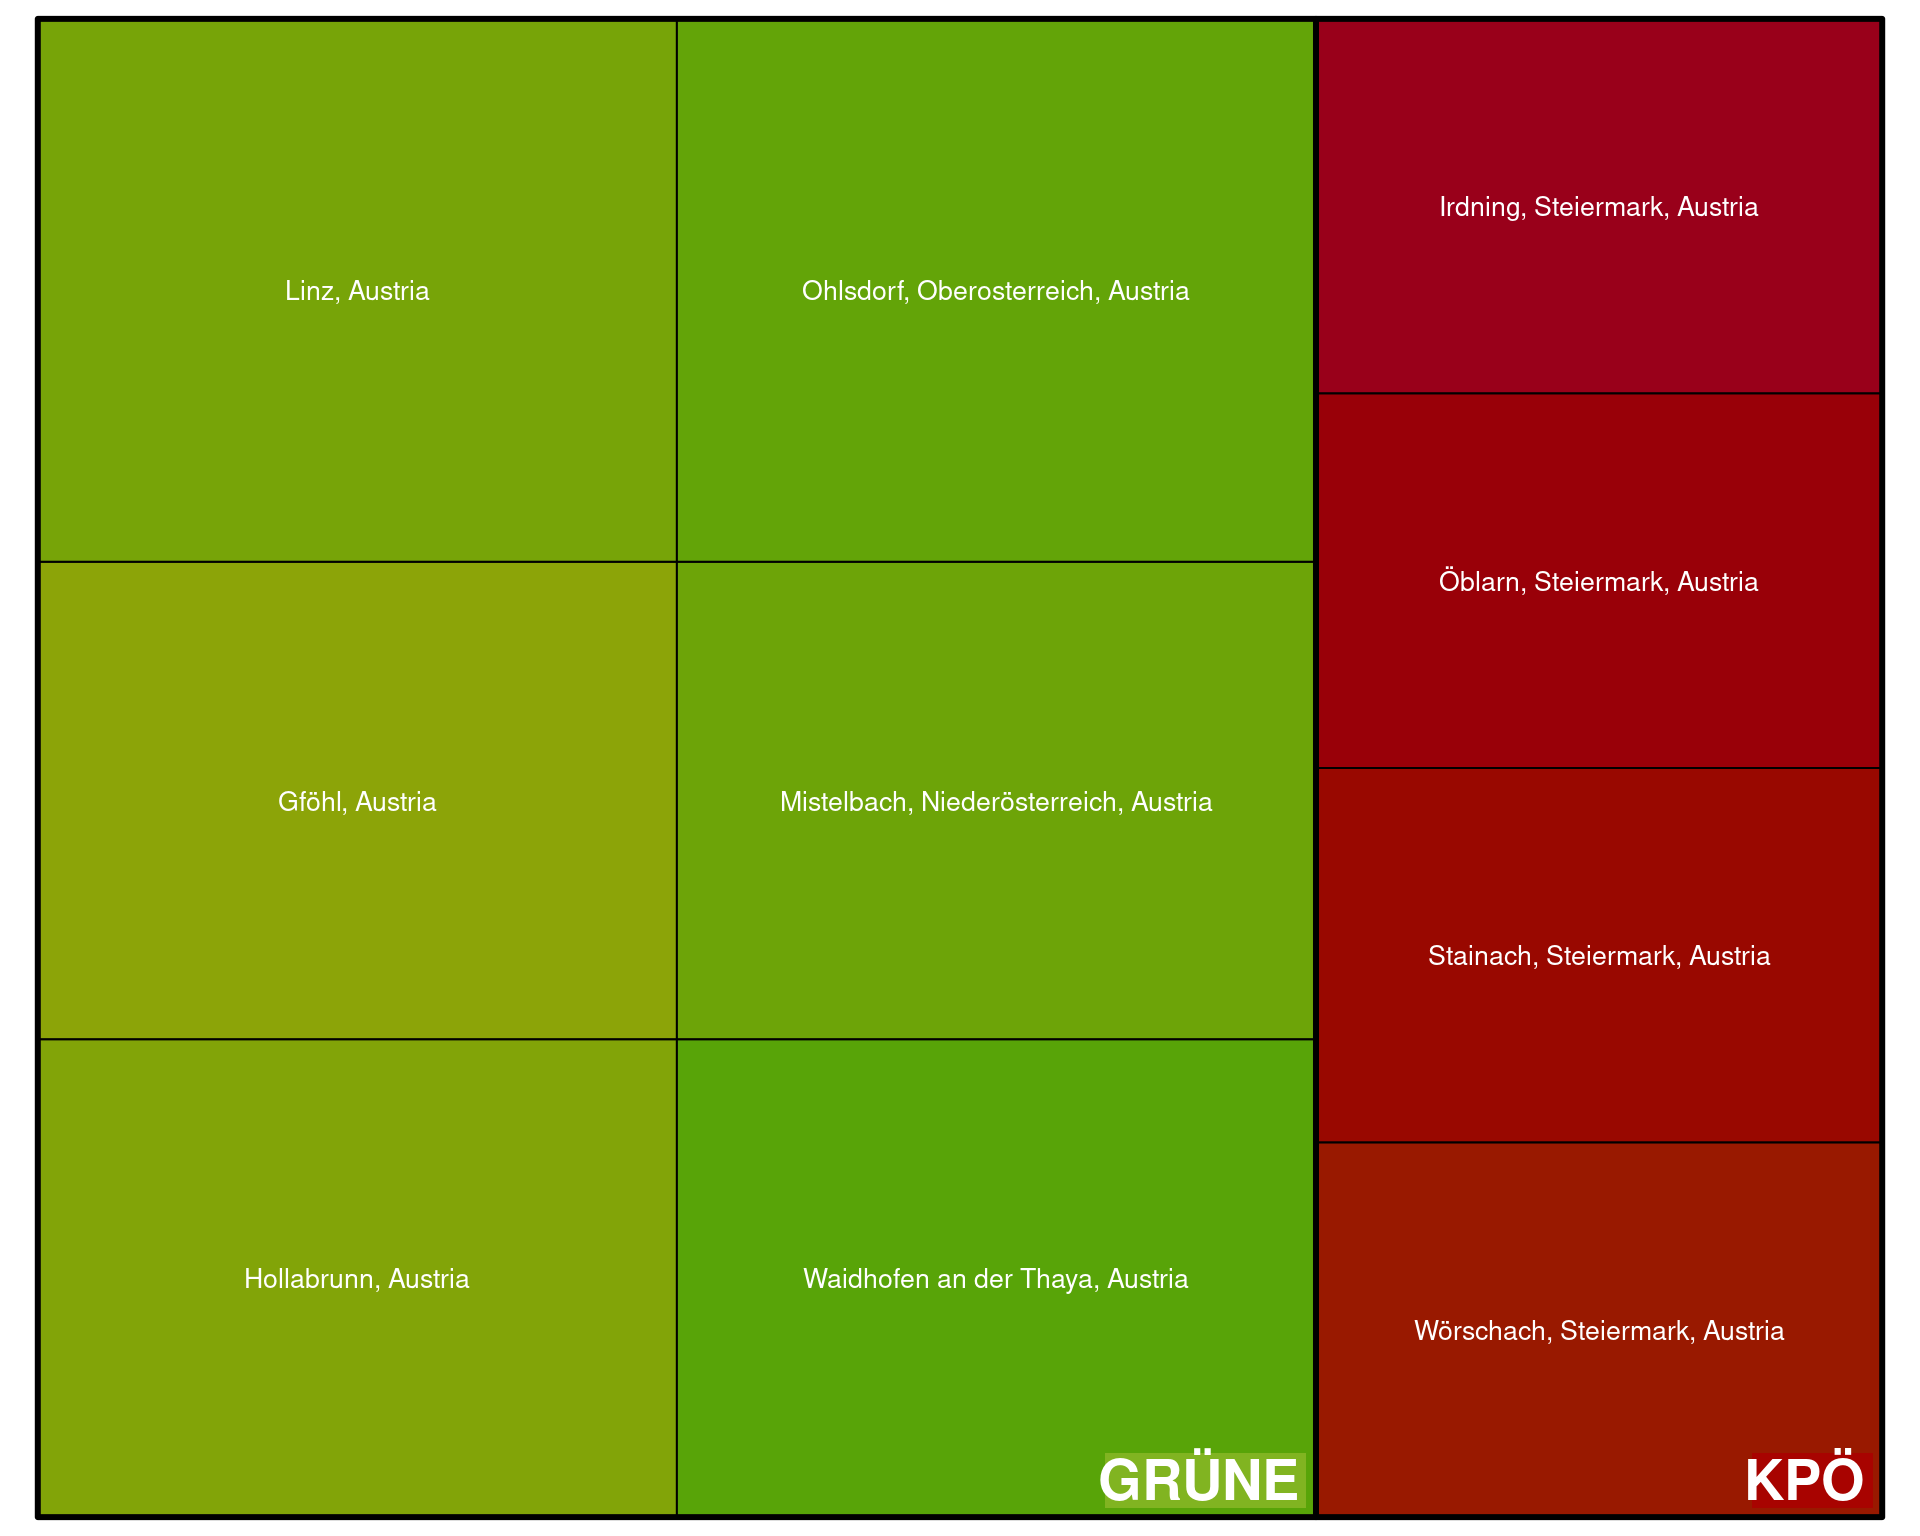 Linz, Austria
Gföhl, Austria
Hollabrunn, Austria
Ohlsdorf, Oberosterreich, Austria
Mistelbach, Niederösterreich, Austria
Waidhofen an der Thaya, Austria
GRÜNE
Irdning, Steiermark, Austria
Öblarn, Steiermark, Austria
Stainach, Steiermark, Austria
Wörschach, Steiermark, Austria
KPÖ